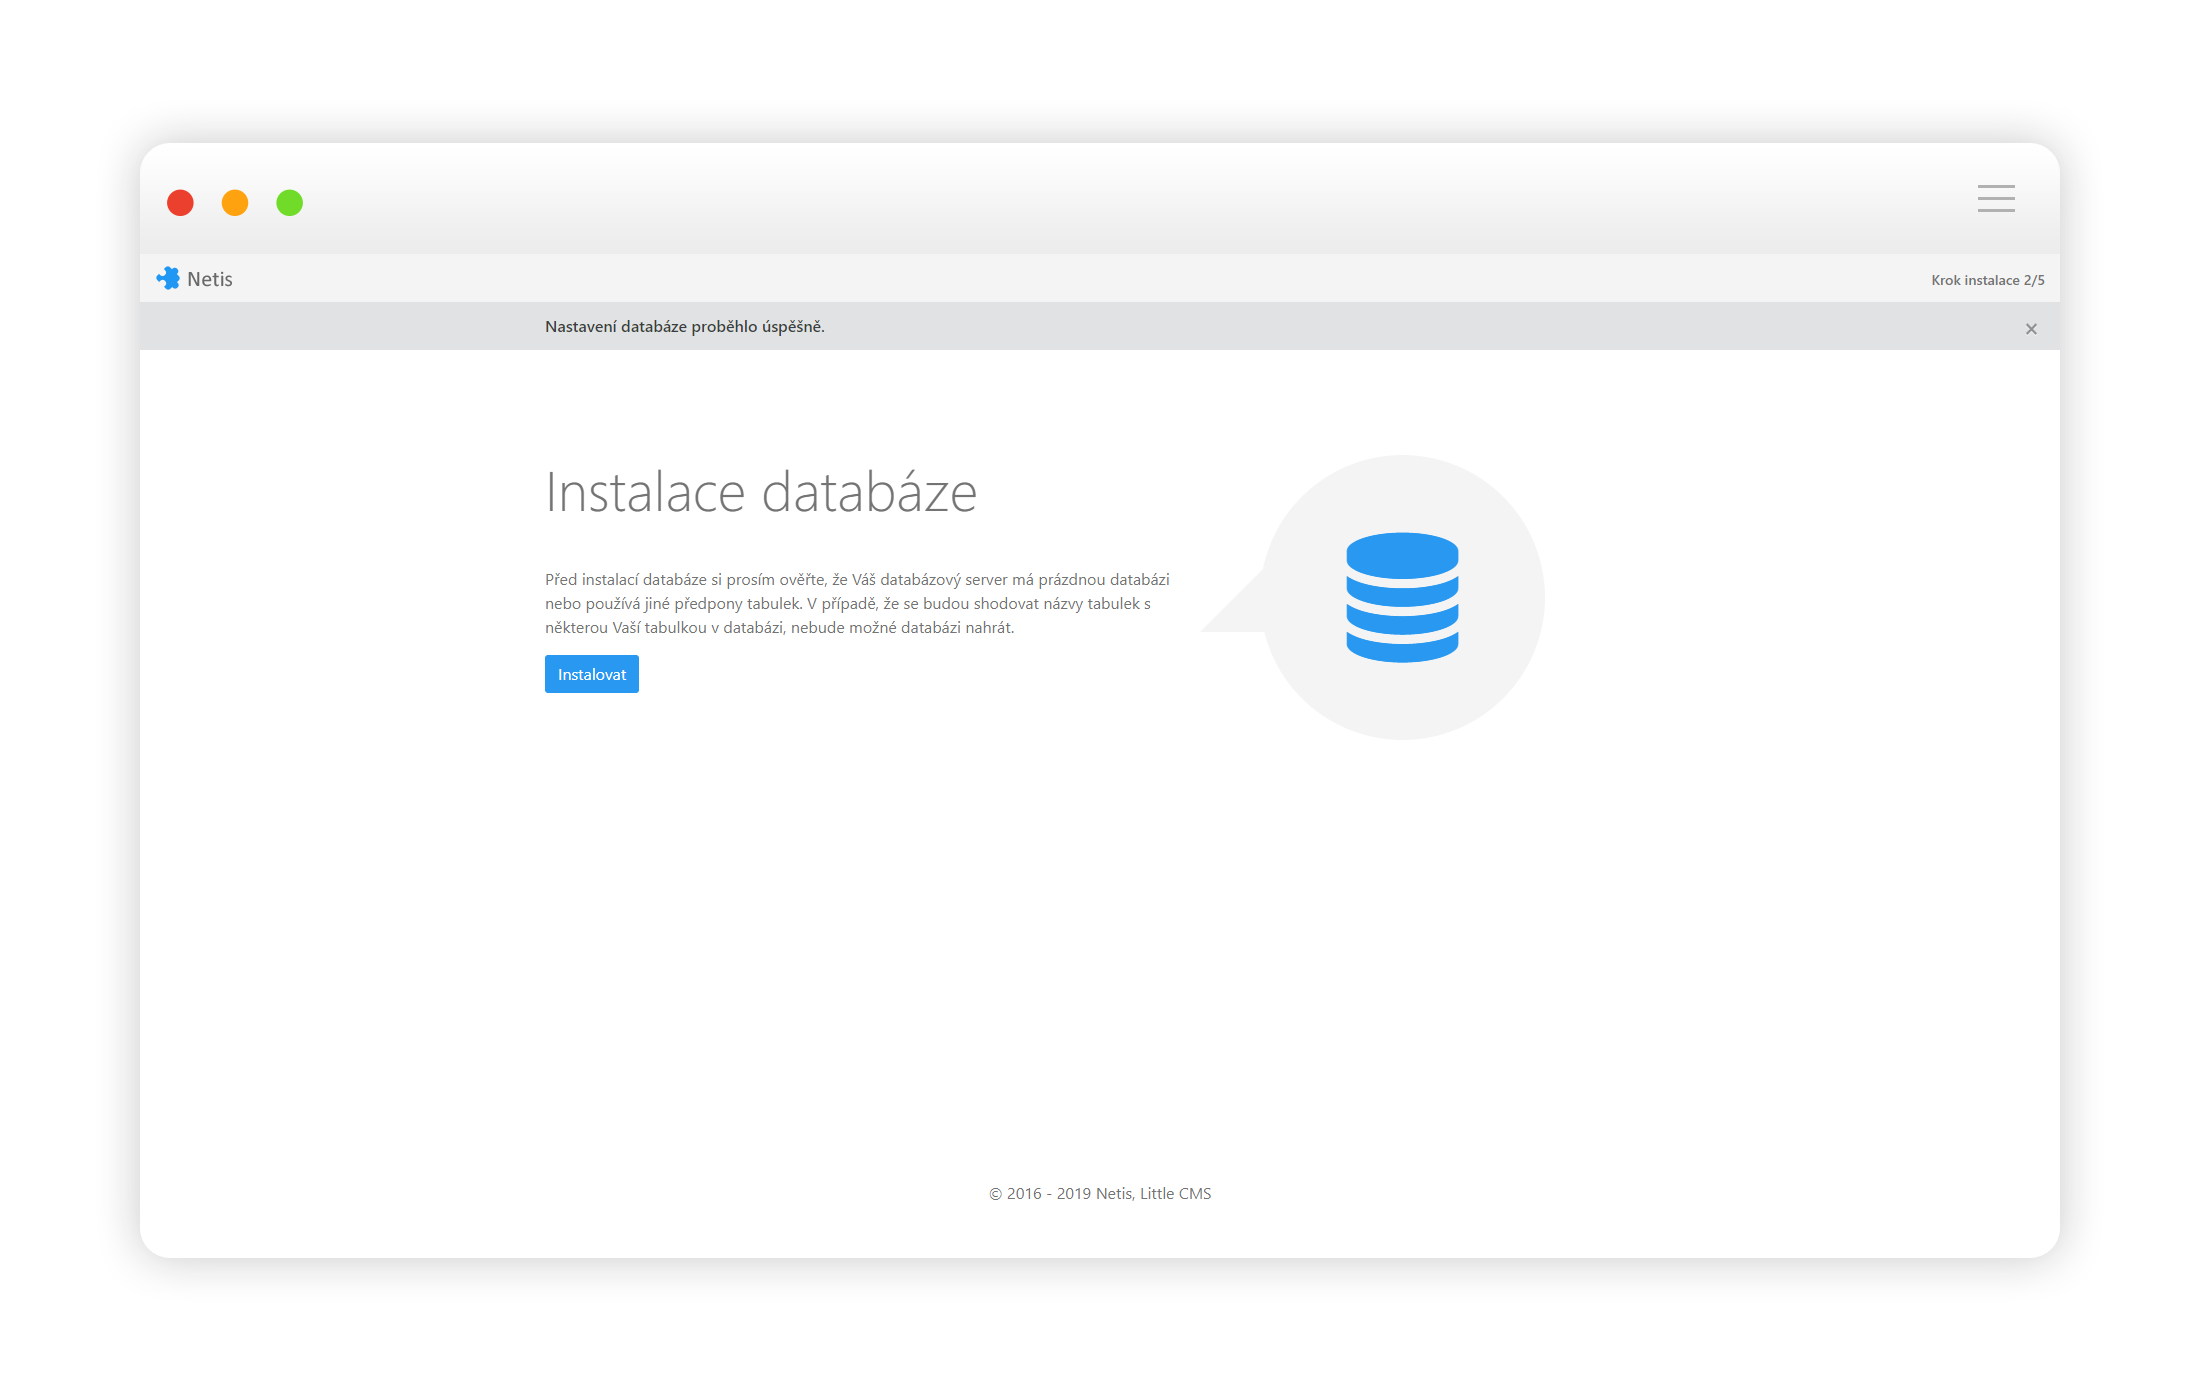 Netis
Krok instalace 2/5
Nastavení databáze proběhlo úspěšně.
×
Instalace databáze
Před instalací databáze si prosím ověřte, že Váš databázový server má prázdnou databázi
nebo používá jiné předpony tabulek. V případě, že se budou shodovat názvy tabulek s
některou Vaší tabulkou v databázi, nebude možné databázi nahrát.
Instalovat
© 2016 - 2019 Netis, Little CMS